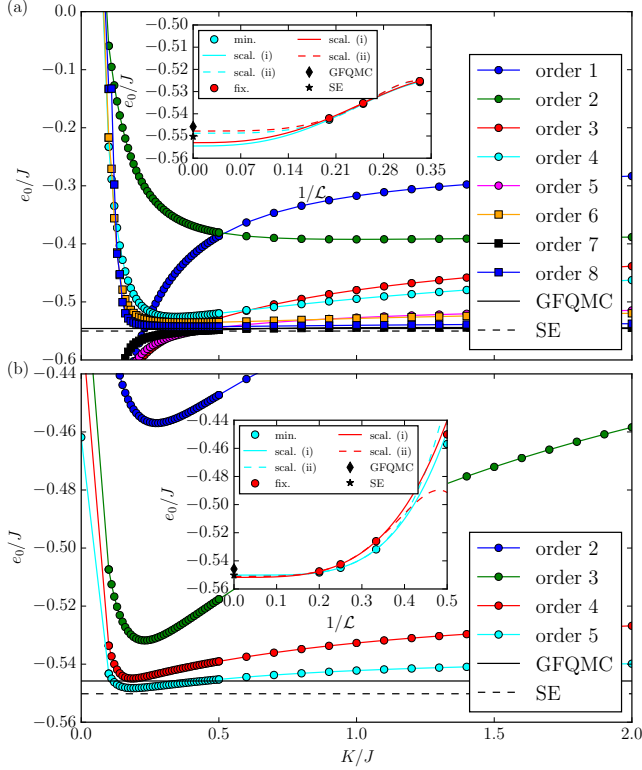 (a)
0.0
−0.1
−0.2
−0.3
−0.4
−0.5
−0.6
e₀/J
−0.50
−0.51
−0.52
−0.53
−0.54
−0.55
−0.56
e₀/J
min.
scal. (i)
scal. (ii)
fix.
scal. (i)
scal. (ii)
GFQMC
SE
0.00 0.07 0.14 0.21 0.28 0.35
1/ℒ
order 1
order 2
order 3
order 4
order 5
order 6
order 7
order 8
GFQMC
SE
(b)
−0.44
−0.46
−0.48
−0.50
−0.52
−0.54
−0.56
e₀/J
−0.44
−0.46
−0.48
−0.50
−0.52
−0.54
−0.56
e₀/J
min.
scal. (i)
scal. (ii)
fix.
scal. (i)
scal. (ii)
GFQMC
SE
0.0 0.1 0.2 0.3 0.4 0.5
1/ℒ
order 2
order 3
order 4
order 5
GFQMC
SE
0.0 0.5 1.0 1.5 2.0
K/J